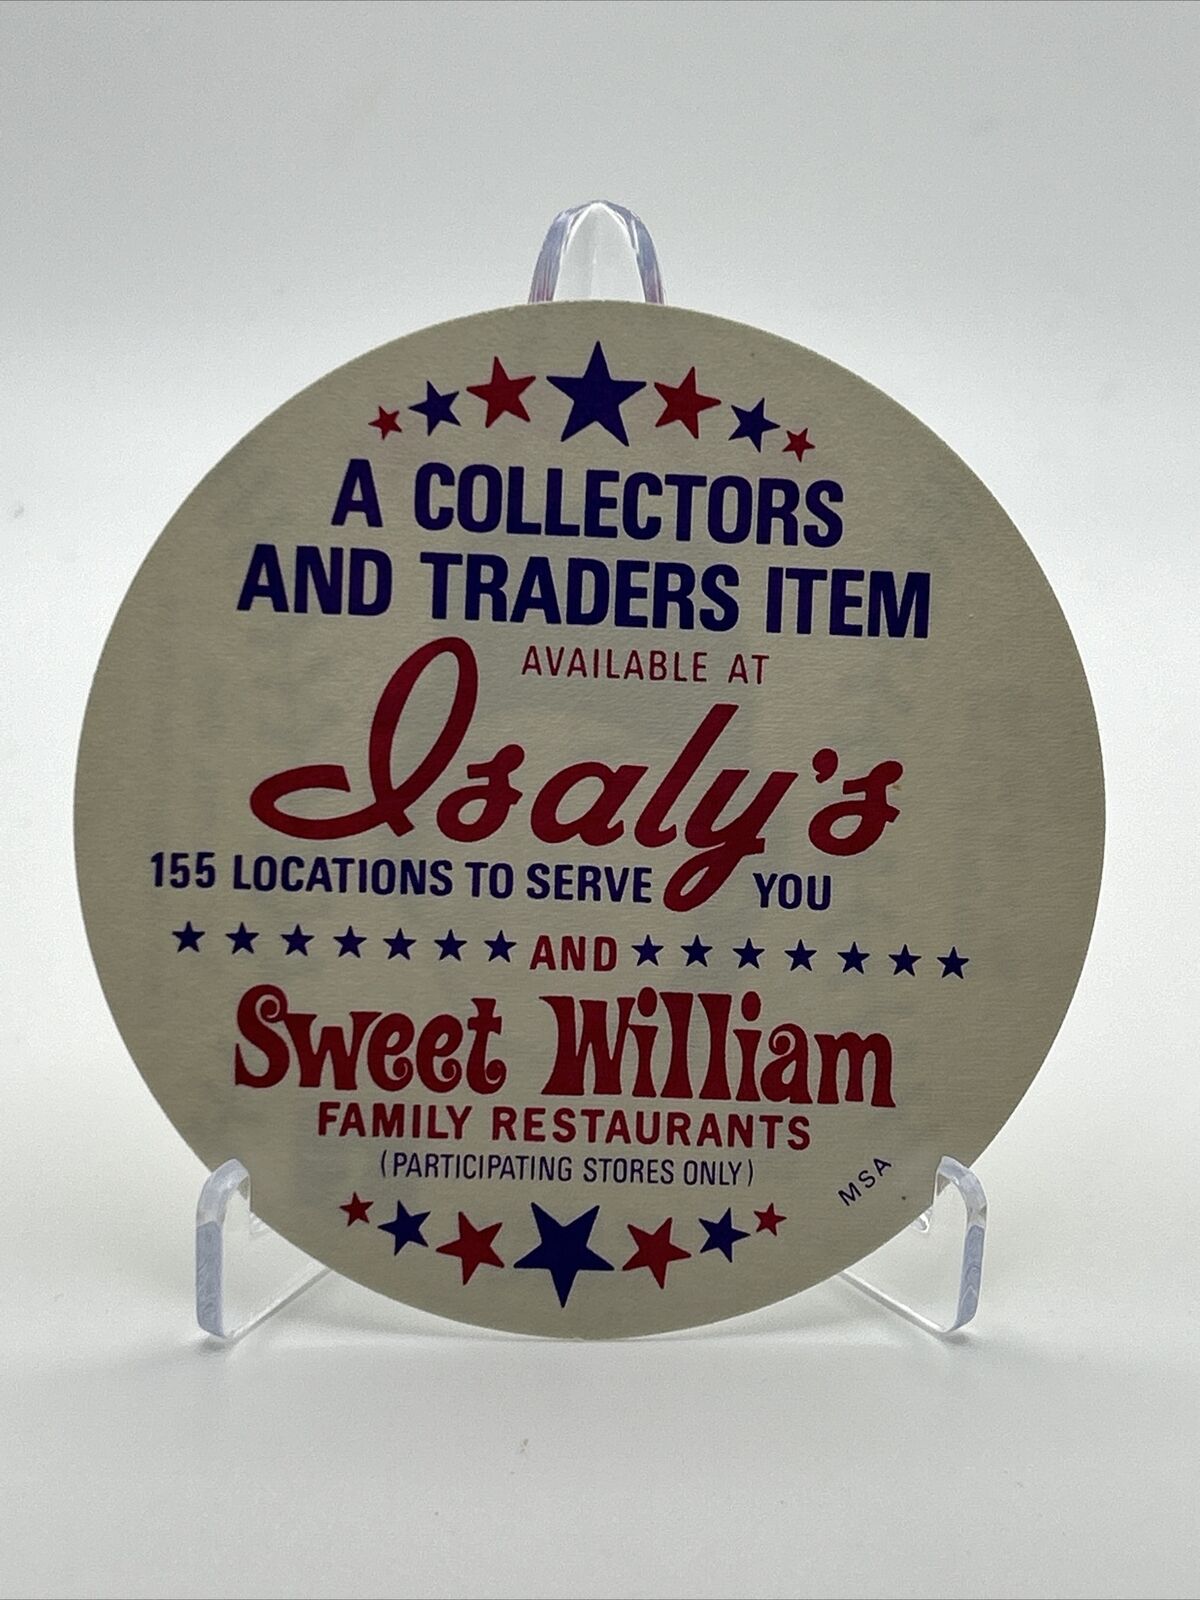 A COLLECTORS
AND TRADERS ITEM
AVAILABLE AT
Isaly's
155 LOCATIONS TO SERVE YOU
AND
Sweet William
FAMILY RESTAURANTS
(PARTICIPATING STORES ONLY)
MSA